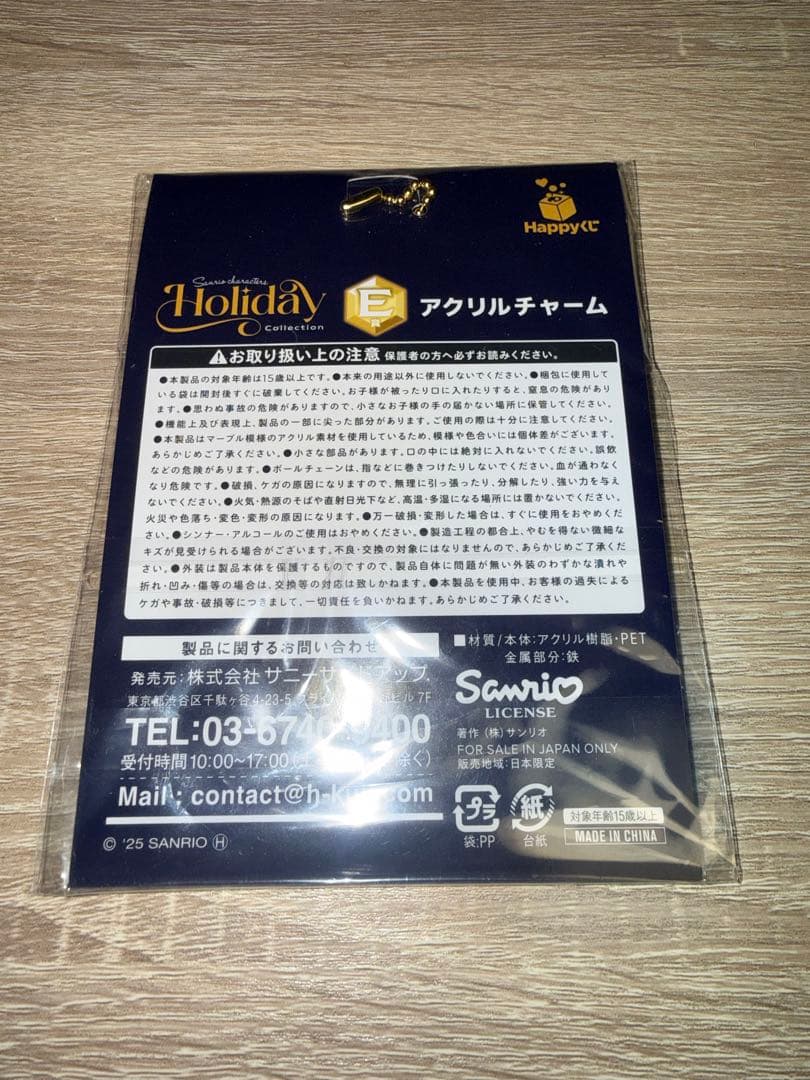 Happyくじ
Sanrio characters
Holiday
Collection
E賞
アクリルチャーム
お取り扱い上の注意 保護者の方へ必ずお読みください。
●本製品の対象年齢は15歳以上です。●本来の用途以外に使用しないでください。●梱包に使用して
いる袋は開封後すぐに破棄してください。お子様が被ったり口に入れたりすると、窒息の危険があり
ます。●思わぬ事故の危険がありますので、小さなお子様の手の届かない場所に保管してください。
●機能上及び表現上、製品の一部に尖った部分があります。ご使用の際は十分に注意してください。
●本製品はマーブル模様のアクリル素材を使用しているため、模様や色合いには個体差がございます。
あらかじめご了承ください。●小さな部品があります。口の中には絶対に入れないでください。誤飲
などの危険があります。●ボールチェーンは、指などに巻きつけたりしないでください。血が通わなく
なり危険です。●破損、ケガの原因になりますので、無理に引っ張ったり、分解したり、強い力を与え
ないでください。●火気・熱源のそばや直射日光下など、高温・多湿になる場所には置かないでください。
火災や色落ち・変色・変形の原因になります。●万一破損・変形した場合は、すぐに使用をおやめくだ
さい。●シンナー・アルコールのご使用はおやめください。●製造工程の都合上、やむを得ない微細な
キズが見受けられる場合がございます。不良・交換の対象にはなりませんので、あらかじめご了承くだ
さい。●外装は製品本体を保護するものですので、製品自体に問題が無い外装のわずかな潰れや
折れ・凹み・傷等の場合は、交換等の対応は致しかねます。●本製品を使用中、お客様の過失による
ケガや事故・破損等につきまして、一切責任を負いかねます。あらかじめご了承ください。
製品に関するお問い合わせ
発売元:株式会社 サニーサイドアップ
東京都渋谷区千駄ヶ谷4-23-5 ビル 7F
TEL:03-674 400
受付時間 10:00~17:00 除く)
Mail : contact@h- .com
© '25 SANRIO Ⓗ
■材質/本体:アクリル樹脂・PET
金属部分:鉄
Sanrio
LICENSE
著作 (株) サンリオ
FOR SALE IN JAPAN ONLY
販売地域:日本限定
プラ
袋:PP
紙
台紙
対象年齢15歳以上
MADE IN CHINA